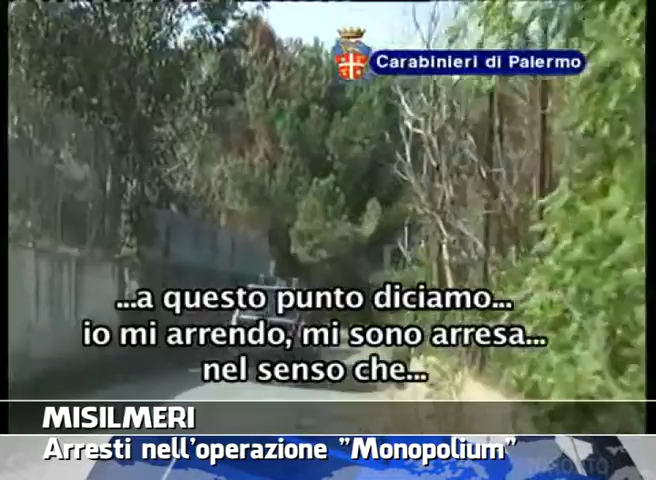 Carabinieri di Palermo
...a questo punto diciamo...
io mi arrendo, mi sono arresa...
nel senso che...
MISILMERI
Arresti nell'operazione "Monopolium"